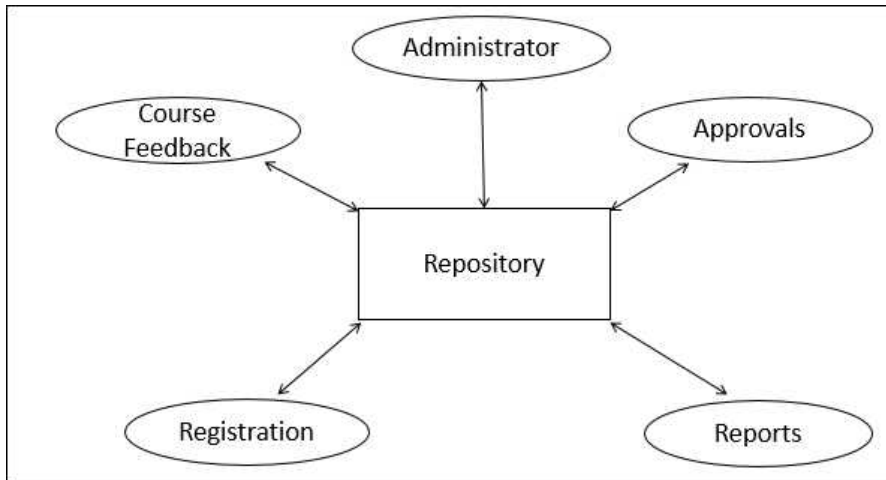 Administrator
Course
Feedback
Approvals
Repository
Registration
Reports